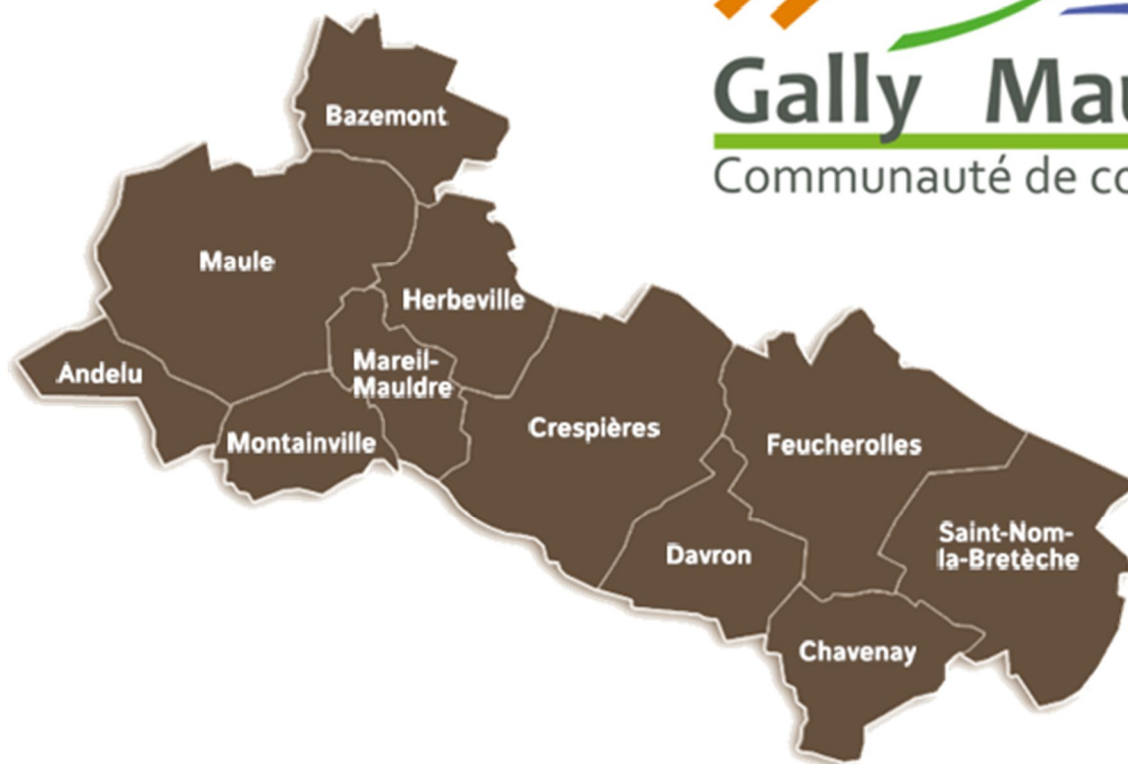 Gally Mau
Communauté de co
Bazemont
Maule
Herbeville
Andelu
Mareil-
Mauldre
Montainville
Crespières
Feucherolles
Saint-Nom-
la-Bretèche
Davron
Chavenay